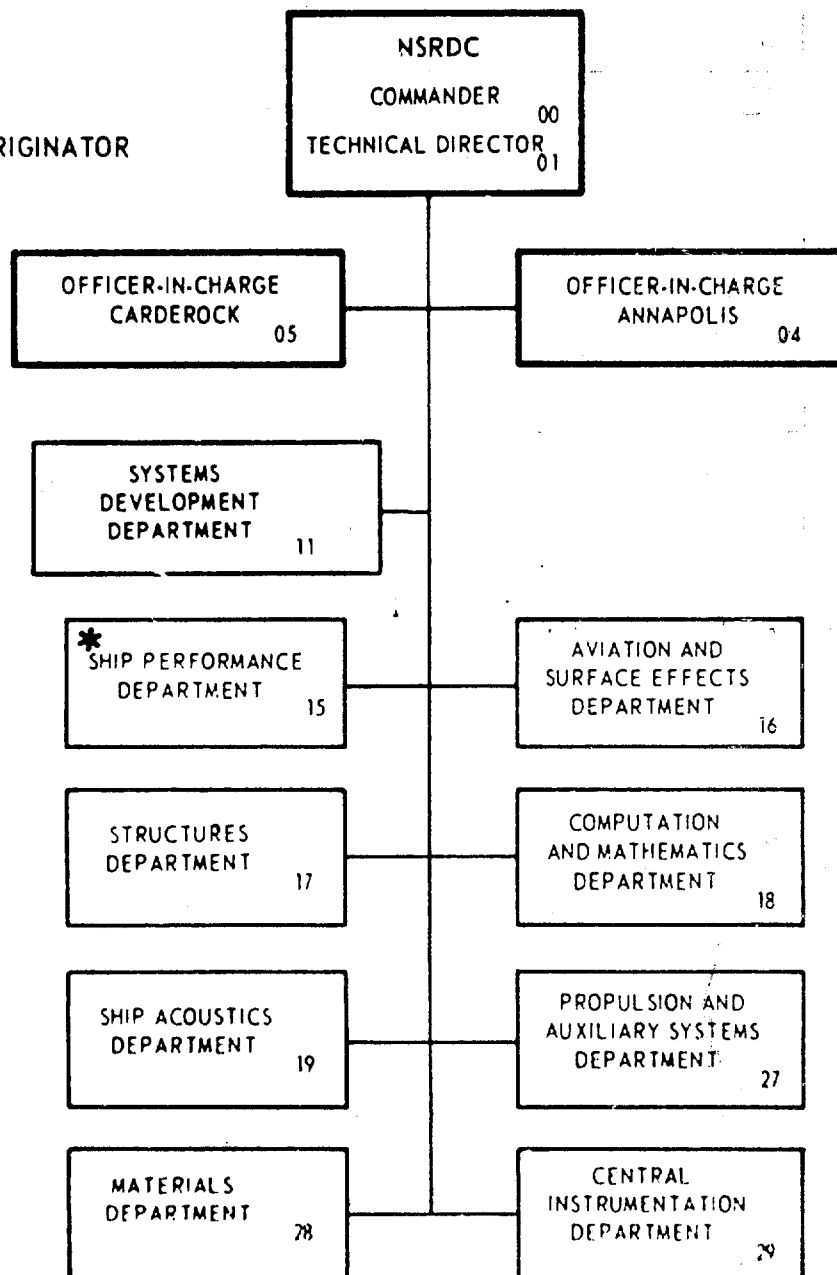 NSRDC
COMMANDER
00
TECHNICAL DIRECTOR
01
RIGINATOR
OFFICER-IN-CHARGE
CARDEROCK
05
OFFICER-IN-CHARGE
ANNAPOLIS
04
SYSTEMS
DEVELOPMENT
DEPARTMENT
11
*
SHIP PERFORMANCE
DEPARTMENT
15
AVIATION AND
SURFACE EFFECTS
DEPARTMENT
16
STRUCTURES
DEPARTMENT
17
COMPUTATION
AND MATHEMATICS
DEPARTMENT
18
SHIP ACOUSTICS
DEPARTMENT
19
PROPULSION AND
AUXILIARY SYSTEMS
DEPARTMENT
27
MATERIALS
DEPARTMENT
28
CENTRAL
INSTRUMENTATION
DEPARTMENT
29